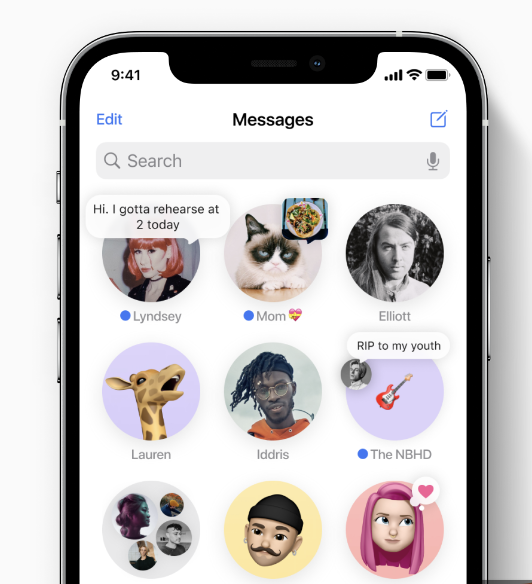 9:41
Edit
Messages
Search
Hi. I gotta rehearse at
2 today
Lyndsey
Mom 💝
Elliott
RIP to my youth
Lauren
Iddris
The NBHD